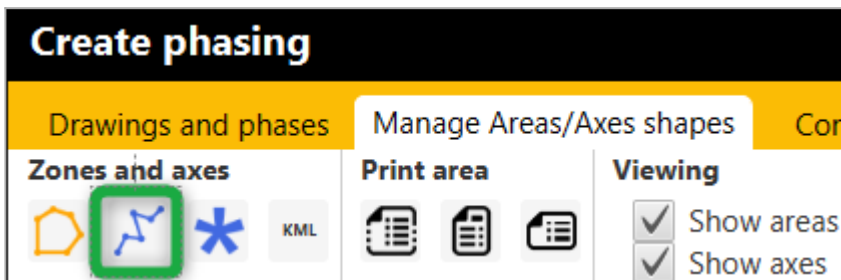 Create phasing
Drawings and phases Manage Areas/Axes shapes
Zones and axes Print area Viewing
KML
Show areas
Show axes